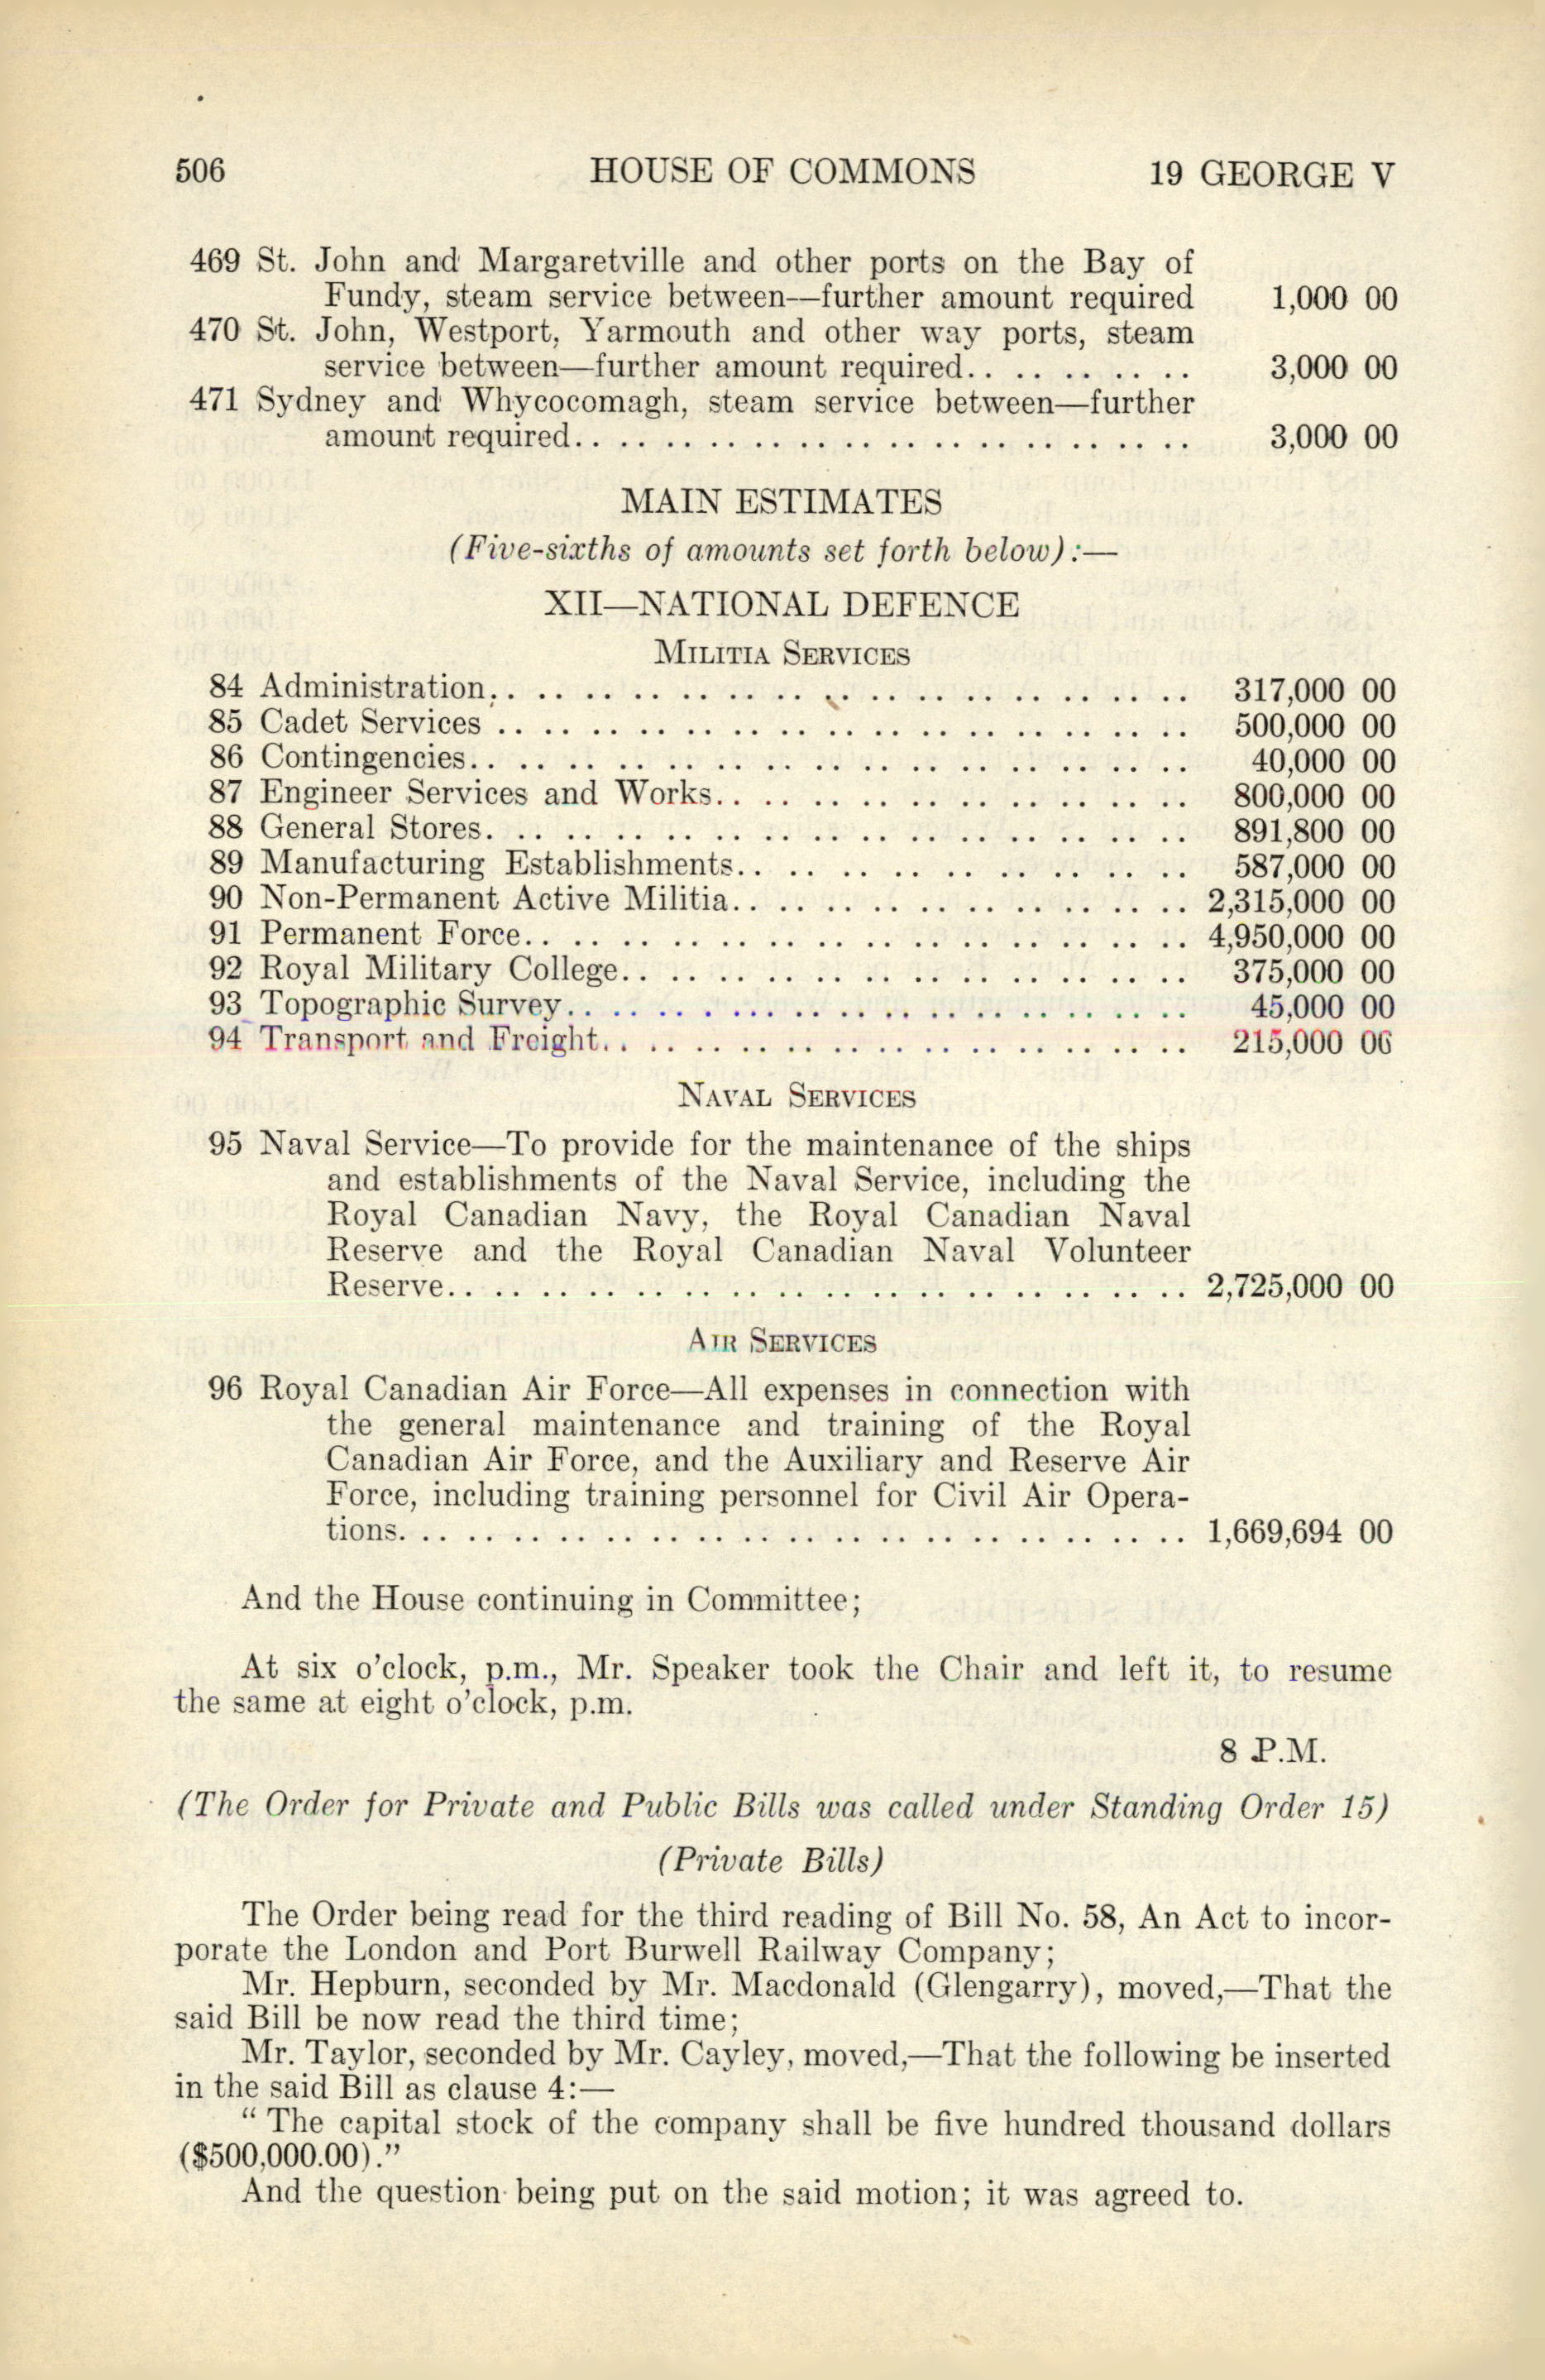 506 HOUSE OF COMMONS 19 GEORGE V
469 St. John and Margaretville and other ports on the Bay of
Fundy, steam service between—further amount required 1,000 00
470 St. John, Westport, Yarmouth and other way ports, steam
service between—further amount required. . . . . . . . . . . 3,000 00
471 Sydney and Whycocomagh, steam service between—further
amount required. . . . . . . . . . . . . . . . . . . . . . . . . . . . 3,000 00
MAIN ESTIMATES
(Five-sixths of amounts set forth below):—
XII—NATIONAL DEFENCE
MILITIA SERVICES
84 Administration. . . . . . . . . . . . . . . . . . . . . . . . . . . . . 317,000 00
85 Cadet Services . . . . . . . . . . . . . . . . . . . . . . . . . . . . . 500,000 00
86 Contingencies. . . . . . . . . . . . . . . . . . . . . . . . . . . . . . 40,000 00
87 Engineer Services and Works. . . . . . . . . . . . . . . . . . . . 800,000 00
88 General Stores. . . . . . . . . . . . . . . . . . . . . . . . . . . . . 891,800 00
89 Manufacturing Establishments. . . . . . . . . . . . . . . . . . . 587,000 00
90 Non-Permanent Active Militia. . . . . . . . . . . . . . . . . . . 2,315,000 00
91 Permanent Force. . . . . . . . . . . . . . . . . . . . . . . . . . . . 4,950,000 00
92 Royal Military College. . . . . . . . . . . . . . . . . . . . . . . . 375,000 00
93 Topographic Survey. . . . . . . . . . . . . . . . . . . . . . . . . . 45,000 00
94 Transport and Freight. . . . . . . . . . . . . . . . . . . . . . . . . 215,000 00
NAVAL SERVICES
95 Naval Service—To provide for the maintenance of the ships
and establishments of the Naval Service, including the
Royal Canadian Navy, the Royal Canadian Naval
Reserve and the Royal Canadian Naval Volunteer
Reserve. . . . . . . . . . . . . . . . . . . . . . . . . . . . . . . . 2,725,000 00
AIR SERVICES
96 Royal Canadian Air Force—All expenses in connection with
the general maintenance and training of the Royal
Canadian Air Force, and the Auxiliary and Reserve Air
Force, including training personnel for Civil Air Opera-
tions. . . . . . . . . . . . . . . . . . . . . . . . . . . . . . . . . . 1,669,694 00
And the House continuing in Committee;
At six o'clock, p.m., Mr. Speaker took the Chair and left it, to resume
the same at eight o'clock, p.m.
8 P.M.
(The Order for Private and Public Bills was called under Standing Order 15)
(Private Bills)
The Order being read for the third reading of Bill No. 58, An Act to incor-
porate the London and Port Burwell Railway Company;
Mr. Hepburn, seconded by Mr. Macdonald (Glengarry), moved,—That the
said Bill be now read the third time;
Mr. Taylor, seconded by Mr. Cayley, moved,—That the following be inserted
in the said Bill as clause 4:—
"The capital stock of the company shall be five hundred thousand dollars
($500,000.00)."
And the question being put on the said motion; it was agreed to.